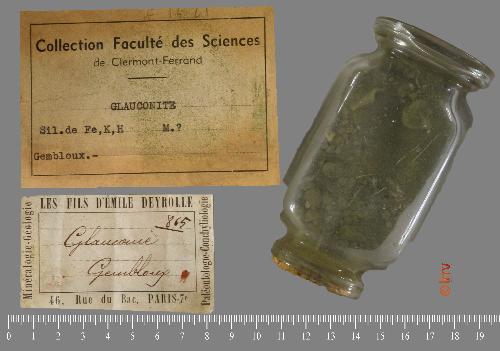 Collection Faculté des Sciences
de Clermont-Ferrand
GLAUCONITE
Sil.de Fe,K,H M.?
Gembloux.-
LES FILS D'ÉMILE DEYROLLE
Minéralogie-Géologie
Paléontologie-Conchyliologie
865
Glauconie
Gembloux
46, Rue du Bac, PARIS-7e
0 1 2 3 4 5 6 7 8 9 10 11 12 13 14 15 16 17 18 19